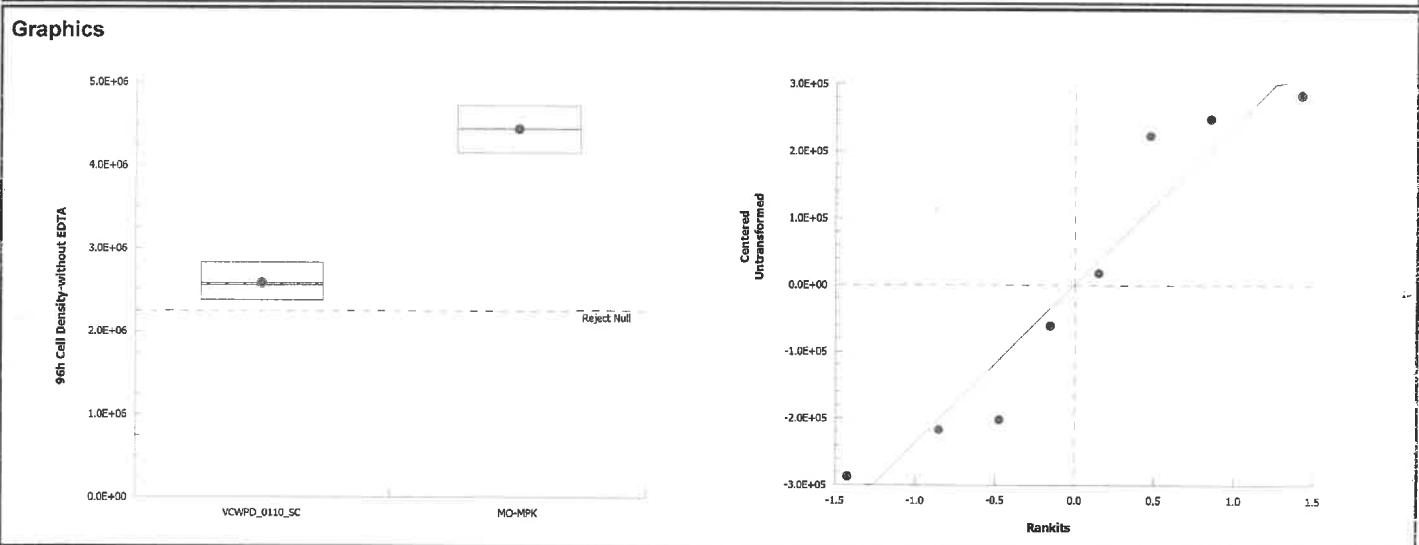 Graphics
96h Cell Density-without EDTA
5.0E+06
4.0E+06
3.0E+06
2.0E+06
1.0E+06
0.0E+00
Reject Null
VCWPD_0110_SC
MO-MPK
Centered
Untransformed
3.0E+05
2.0E+05
1.0E+05
0.0E+00
-1.0E+05
-2.0E+05
-3.0E+05
-1.5
-1.0
-0.5
0.0
0.5
1.0
1.5
Rankits